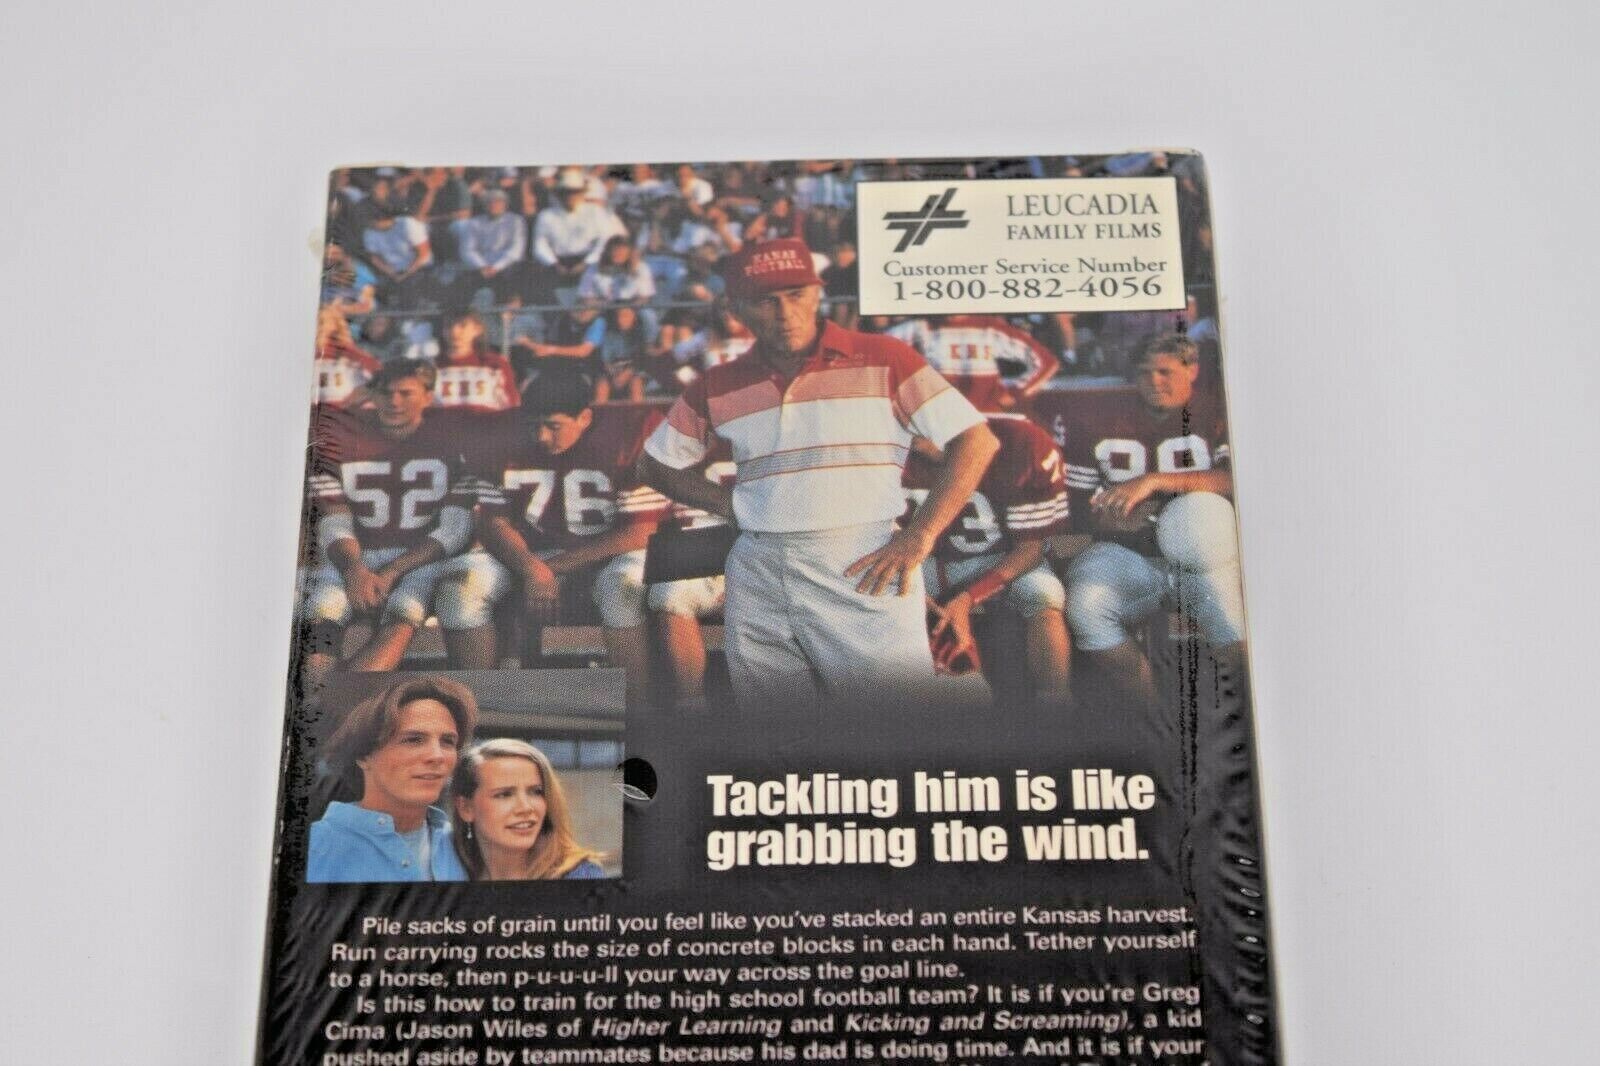 LEUCADIA
FAMILY FILMS
Customer Service Number
1-800-882-4056
KANAB
FOOTBALL
KHS
KHS
52
76
73
Tackling him is like
grabbing the wind.
Pile sacks of grain until you feel like you've stacked an entire Kansas harvest.
Run carrying rocks the size of concrete blocks in each hand. Tether yourself
to a horse, then p-u-u-u-ll your way across the goal line.
Is this how to train for the high school football team? It is if you're Greg
Cima (Jason Wiles of Higher Learning and Kicking and Screaming), a kid
pushed aside by teammates because his dad is doing time. And it is if your